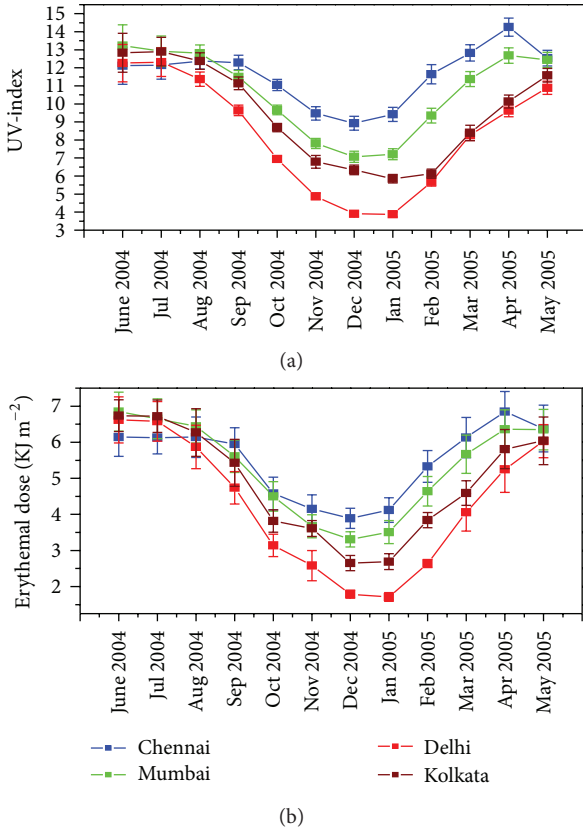 UV-index
15
14
13
12
11
10
9
8
7
6
5
4
3
June 2004
Jul 2004
Aug 2004
Sep 2004
Oct 2004
Nov 2004
Dec 2004
Jan 2005
Feb 2005
Mar 2005
Apr 2005
May 2005
(a)
Erythemal dose (KJ m⁻²)
7
6
5
4
3
2
June 2004
Jul 2004
Aug 2004
Sep 2004
Oct 2004
Nov 2004
Dec 2004
Jan 2005
Feb 2005
Mar 2005
Apr 2005
May 2005
Chennai
Mumbai
Delhi
Kolkata
(b)